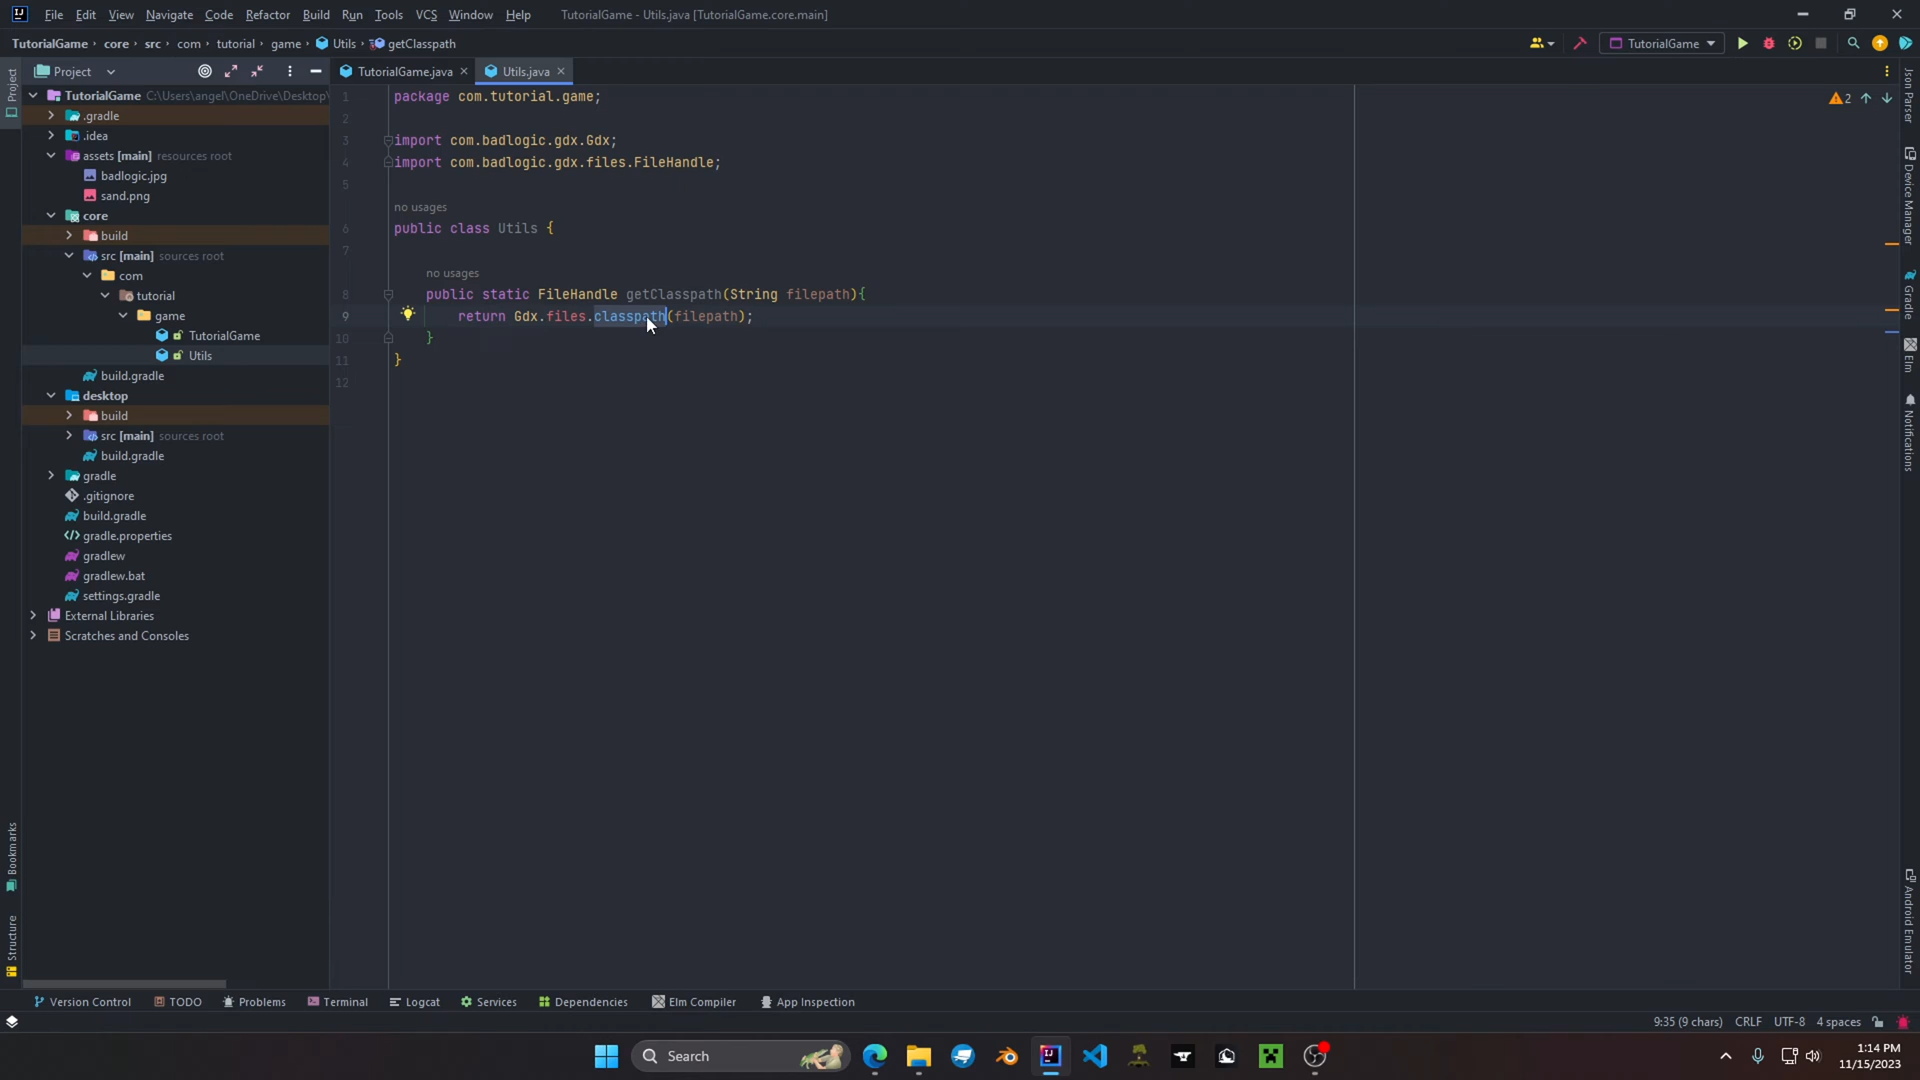 File Edit View Navigate Code Refactor Build Run Tools VCS Window Help TutorialGame - Utils.java [TutorialGame.core.main]
TutorialGame core src com tutorial game Utils getClasspath TutorialGame
Project TutorialGame.java Utils.java
TutorialGame C:\Users\angel\OneDrive\Desktop\
.gradle
.idea
assets [main] resources root
badlogic.jpg
sand.png
core
build
src [main] sources root
com
tutorial
game
TutorialGame
Utils
build.gradle
desktop
build
src [main] sources root
build.gradle
gradle
.gitignore
build.gradle
gradle.properties
gradlew
gradlew.bat
settings.gradle
External Libraries
Scratches and Consoles
1 package com.tutorial.game;
2
3 import com.badlogic.gdx.Gdx;
4 import com.badlogic.gdx.files.FileHandle;
5
no usages
6 public class Utils {
7
no usages
8 public static FileHandle getClasspath(String filepath){
9 return Gdx.files.classpath(filepath);
10 }
11 }
12
2
Project
Bookmarks
Structure
Json Parser
Device Manager
Gradle
Elm
Notifications
Android Emulator
Version Control TODO Problems Terminal Logcat Services Dependencies Elm Compiler App Inspection
9:35 (9 chars) CRLF UTF-8 4 spaces
Search
1:14 PM
11/15/2023